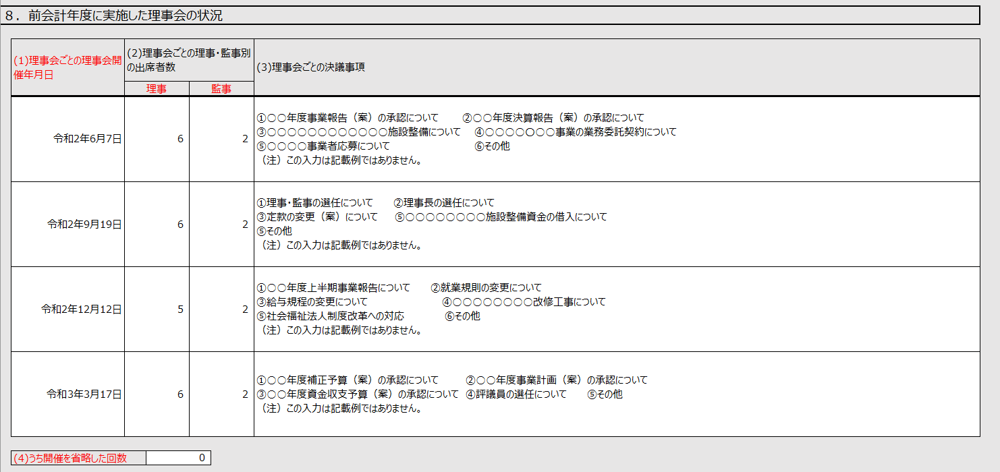 ８．前会計年度に実施した理事会の状況
(1)理事会ごとの理事会開
催年月日
(2)理事会ごとの理事・監事別
の出席者数
(3)理事会ごとの決議事項
理事 監事
令和2年6月7日 6 2
①○○年度事業報告（案）の承認について ②○○年度決算報告（案）の承認について
③○○○○○○○○○○○○施設整備について ④○○○○○○○事業の業務委託契約について
⑤○○○○事業者応募について ⑥その他
（注）この入力は記載例ではありません。
令和2年9月19日 6 2
①理事・監事の選任について ②理事長の選任について
③定款の変更（案）について ⑤○○○○○○○○施設整備資金の借入について
⑤その他
（注）この入力は記載例ではありません。
令和2年12月12日 5 2
①○○年度上半期事業報告について ②就業規則の変更について
③給与規程の変更について ④○○○○○○○○改修工事について
⑤社会福祉法人制度改革への対応 ⑥その他
（注）この入力は記載例ではありません。
令和3年3月17日 6 2
①○○年度補正予算（案）の承認について ②○○年度事業計画（案）の承認について
③○○年度資金収支予算（案）の承認について ④評議員の選任について ⑤その他
（注）この入力は記載例ではありません。
(4)うち開催を省略した回数 0